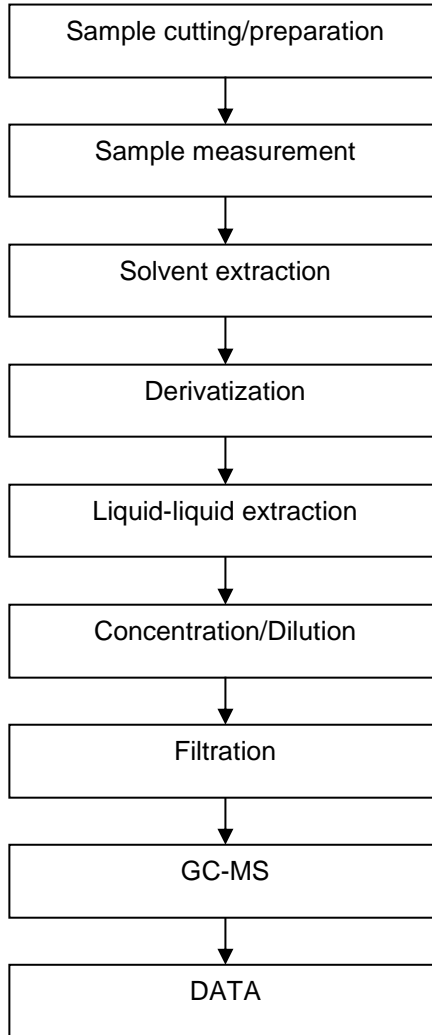 Sample cutting/preparation
Sample measurement
Solvent extraction
Derivatization
Liquid-liquid extraction
Concentration/Dilution
Filtration
GC-MS
DATA